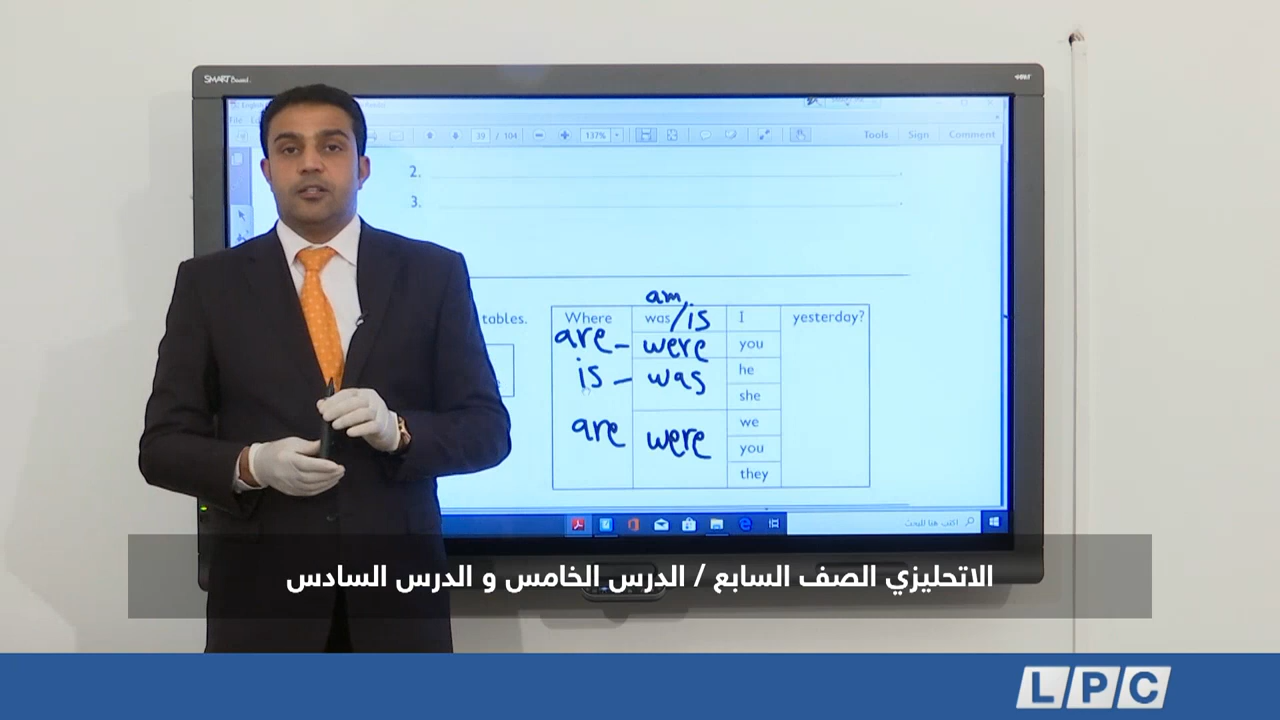 SMART Board
39 / 104
137%
Tools Sign Comment
2.
3.
am
tables.
Where was /is I yesterday?
are – were you
is – was he
she
we
are were you
they
اكتب هنا للبحث
الاتحليزي الصف السابع / الدرس الخامس و الدرس السادس
LPC